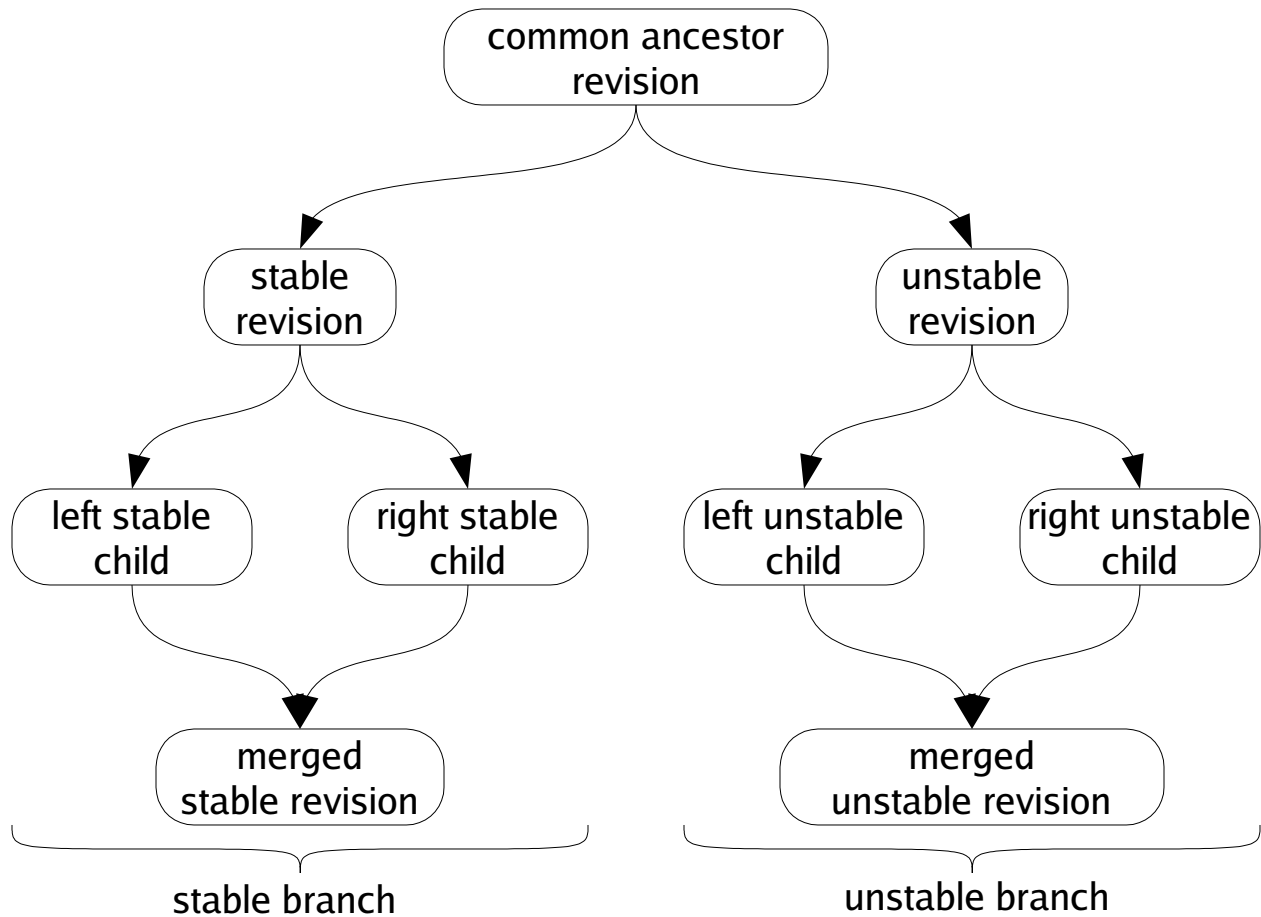 common ancestor
revision
stable
revision
unstable
revision
left stable
child
right stable
child
left unstable
child
right unstable
child
merged
stable revision
merged
unstable revision
stable branch
unstable branch